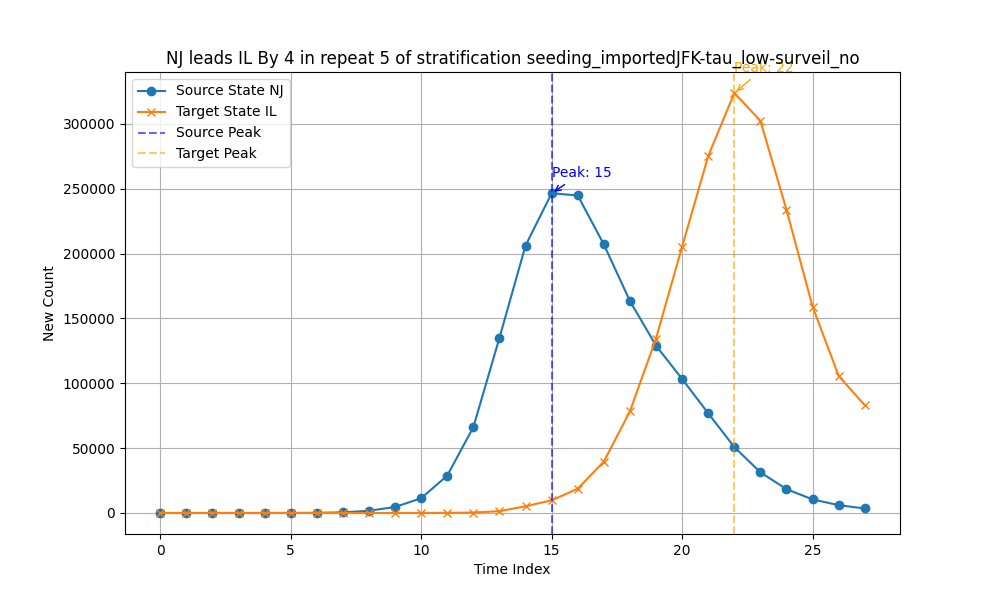 NJ leads IL By 4 in repeat 5 of stratification seeding_importedJFK-tau_low-surveil_no
Peak: 22
Source State NJ
Target State IL
Source Peak
Target Peak
Peak: 15
New Count
300000
250000
200000
150000
100000
50000
0
0 5 10 15 20 25
Time Index